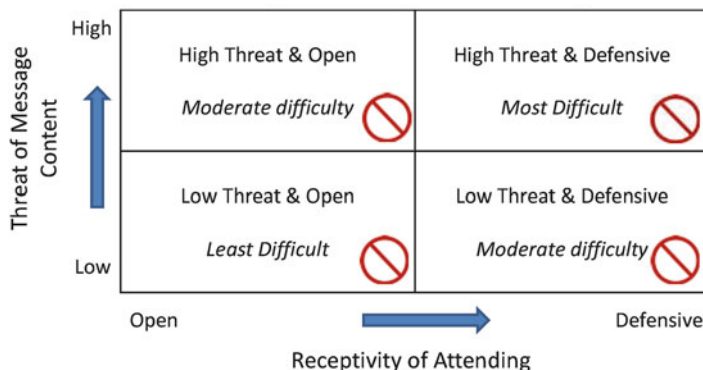 High
High Threat & Open
High Threat & Defensive
Moderate difficulty
Most Difficult
Threat of Message
Content
Low Threat & Open
Low Threat & Defensive
Least Difficult
Moderate difficulty
Low
Open
Defensive
Receptivity of Attending